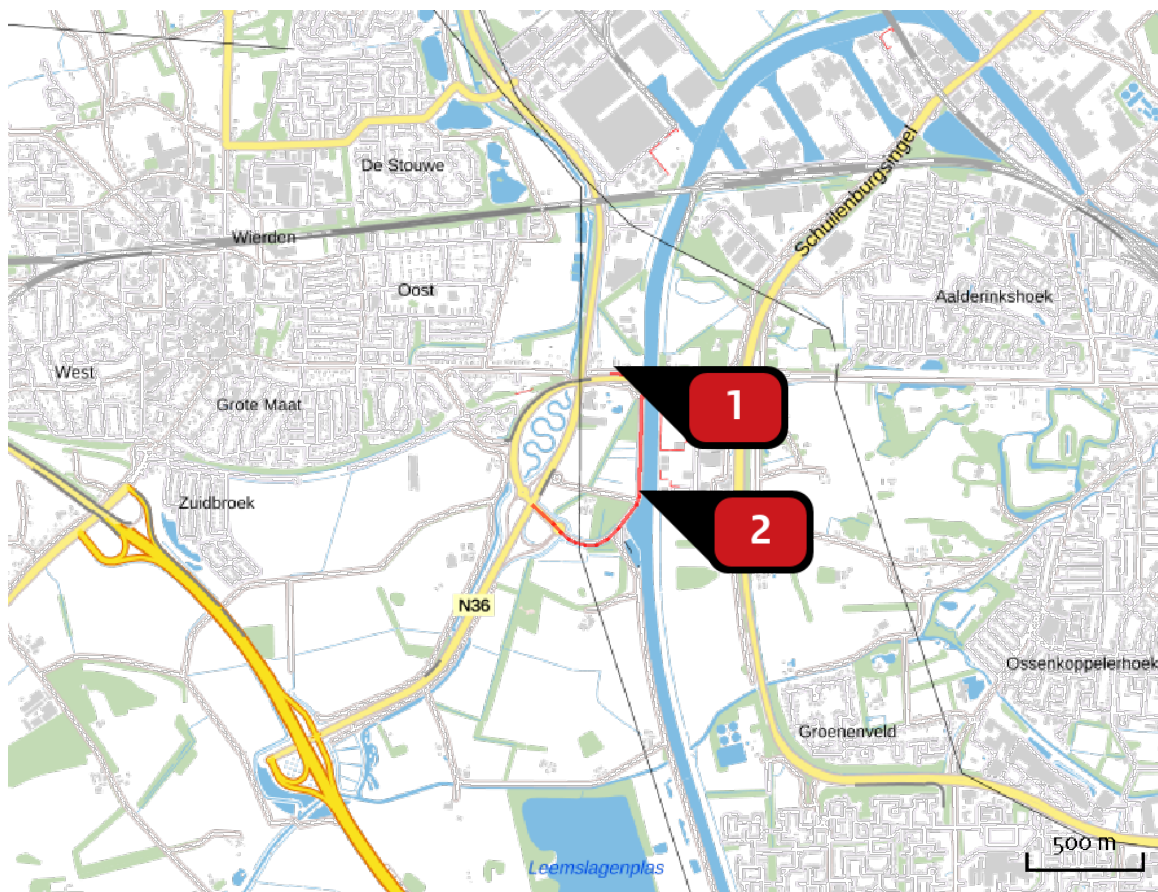 De Stouwe
Schuilenburgsingel
Wierden
Oost
Aalderinkshoek
West
Grote Maat
1
Zuidbroek
2
N36
Ossenkoppelerhoek
Groenenveld
500 m
Leemslagenplas